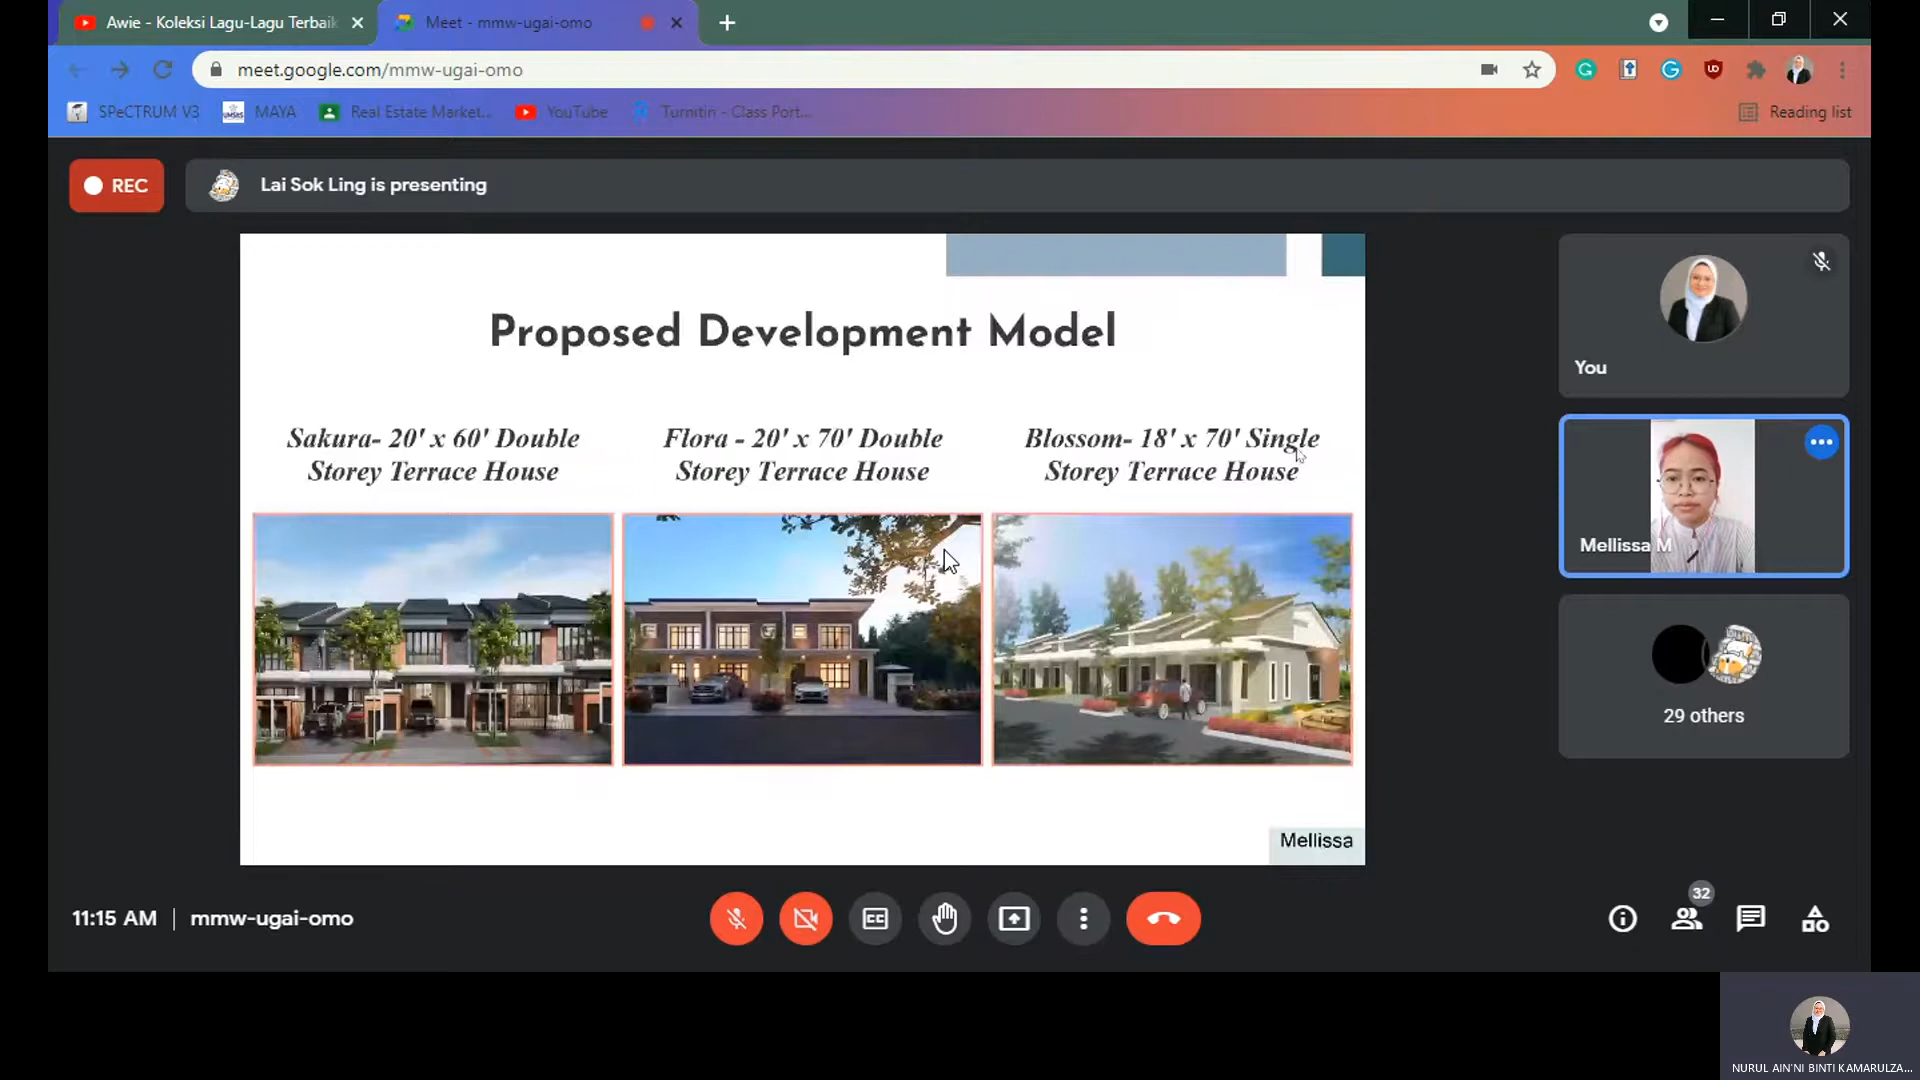 Awie - Koleksi Lagu-Lagu Terbaik
Meet - mmw-ugai-omo
meet.google.com/mmw-ugai-omo
SPeCTRUM V3
MAYA
Real Estate Market...
YouTube
Turnitin - Class Port...
Reading list
REC
Lai Sok Ling is presenting
Proposed Development Model
Sakura- 20' x 60' Double
Storey Terrace House
Flora - 20' x 70' Double
Storey Terrace House
Blossom- 18' x 70' Single
Storey Terrace House
Mellissa
You
Mellissa M
29 others
11:15 AM | mmw-ugai-omo
32
NURUL AIN'NI BINTI KAMARULZA...